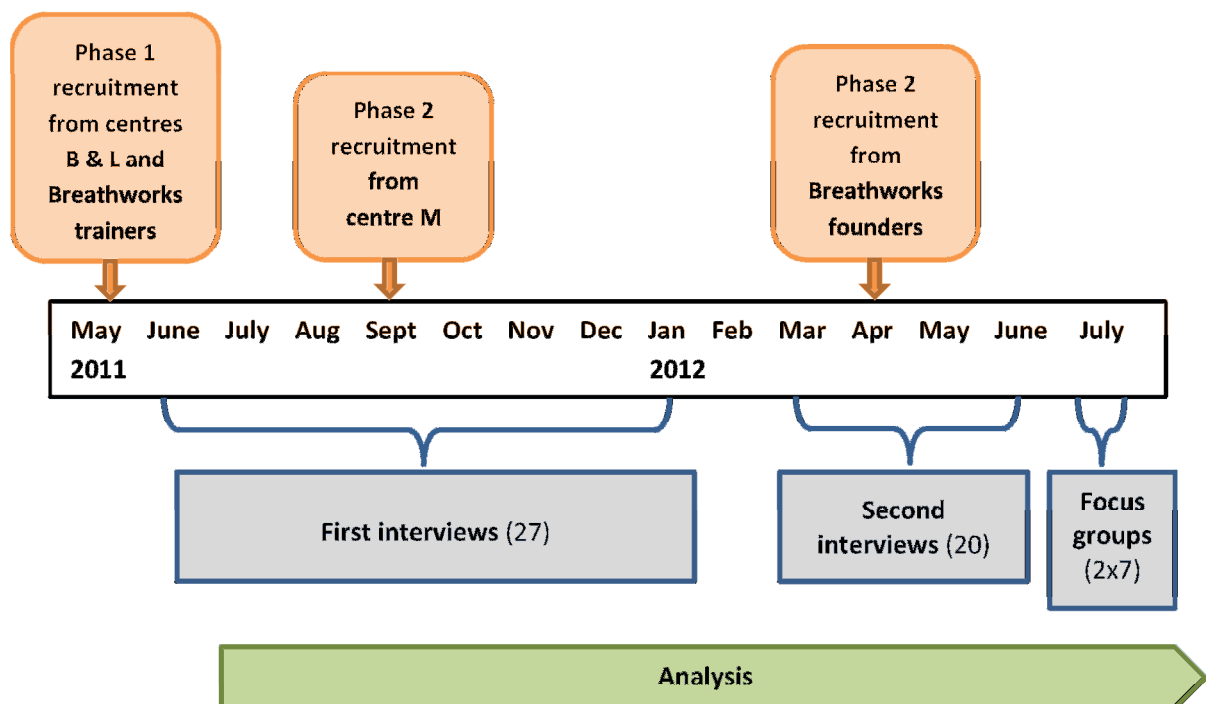 Phase 1
recruitment
from centres
B & L and
Breathworks
trainers
Phase 2
recruitment
from
centre M
Phase 2
recruitment
from
Breathworks
founders
May June July Aug Sept Oct Nov Dec Jan Feb Mar Apr May June July
2011 2012
First interviews (27)
Second
interviews (20)
Focus
groups
(2x7)
Analysis